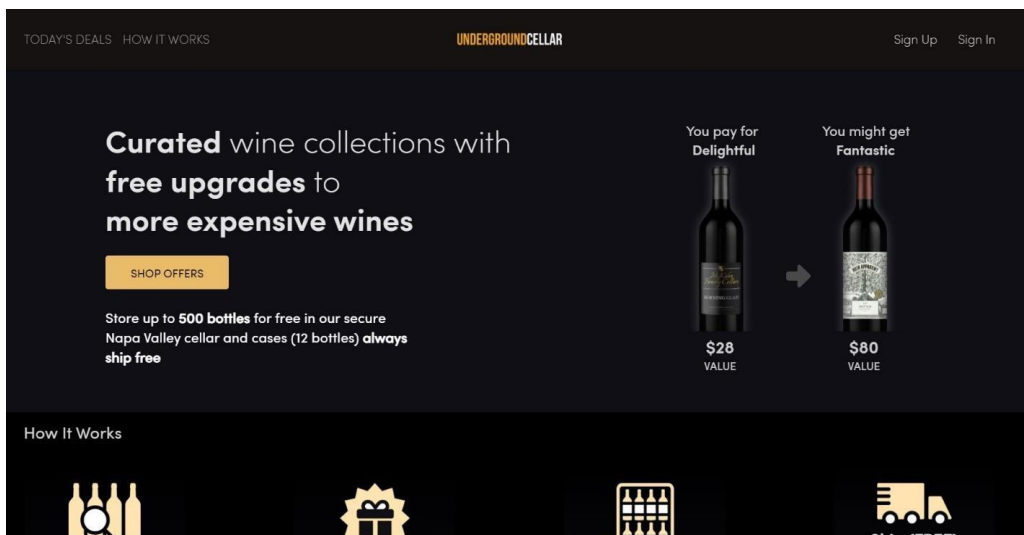 TODAY'S DEALS HOW IT WORKS
UNDERGROUNDCELLAR
Sign Up Sign In
Curated wine collections with
free upgrades to
more expensive wines
SHOP OFFERS
Store up to 500 bottles for free in our secure
Napa Valley cellar and cases (12 bottles) always
ship free
You pay for
Delightful
$28
VALUE
You might get
Fantastic
$80
VALUE
How It Works